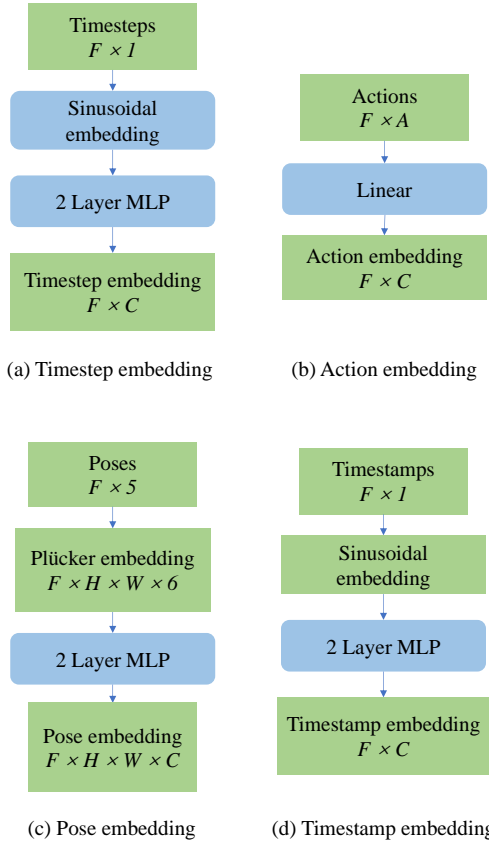 Timesteps
F × 1
Sinusoidal
embedding
2 Layer MLP
Timestep embedding
F × C
(a) Timestep embedding
Actions
F × A
Linear
Action embedding
F × C
(b) Action embedding
Poses
F × 5
Plücker embedding
F × H × W × 6
2 Layer MLP
Pose embedding
F × H × W × C
(c) Pose embedding
Timestamps
F × 1
Sinusoidal
embedding
2 Layer MLP
Timestamp embedding
F × C
(d) Timestamp embedding